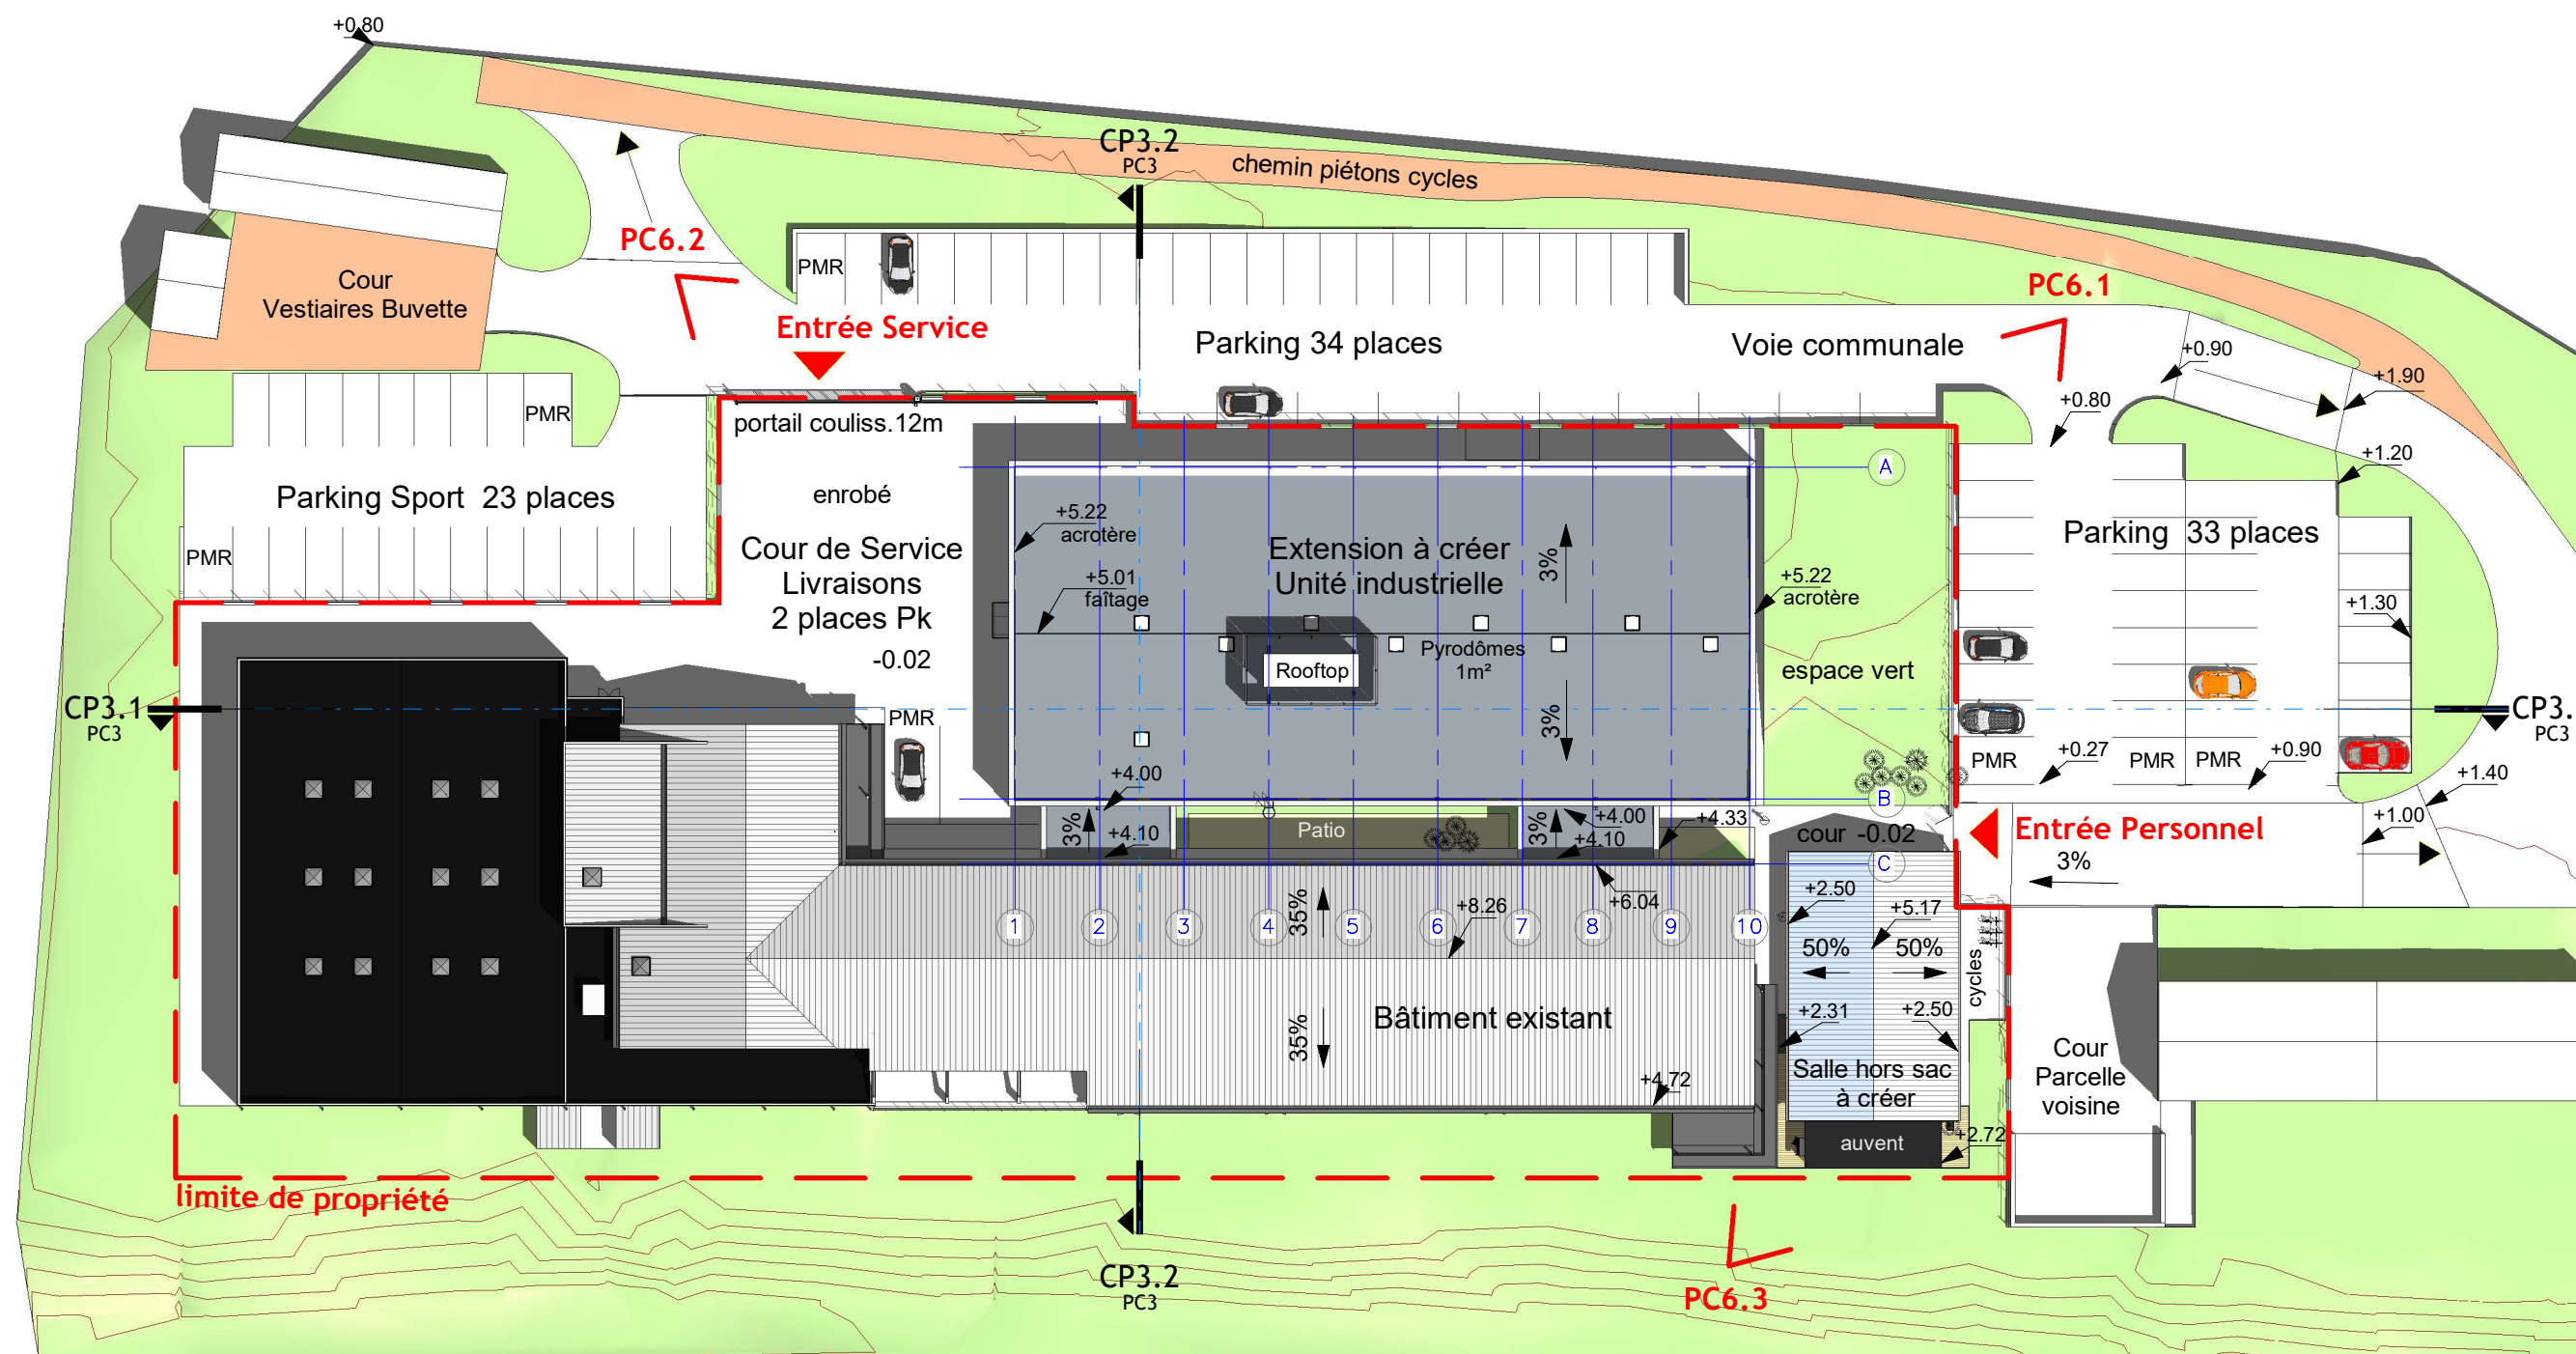 +0.80
CP3.2
PC3
chemin piétons cycles
PC6.2
PMR
Cour
Vestiaires Buvette
Entrée Service
PC6.1
Parking 34 places
Voie communale
+0.90
+1.90
+0.80
PMR
portail couliss.12m
+1.20
A
Parking Sport 23 places
enrobé
+5.22
acrotère
Parking 33 places
PMR
Cour de Service
Livraisons
2 places Pk
-0.02
Extension à créer
Unité industrielle
3%
+5.01
faîtage
+5.22
acrotère
+1.30
Rooftop
Pyrodômes
1m²
espace vert
CP3.1
PC3
PMR
3%
CP3.
PC3
PMR
+0.27
PMR
PMR
+0.90
+1.40
+4.00
B
3%
+4.10
Patio
3%
+4.00
+4.10
+4.33
cour -0.02
Entrée Personnel
+1.00
3%
C
+2.50
+6.04
+8.26
35%
+5.17
1
2
3
4
5
6
7
8
9
10
50%
50%
cycles
35%
Bâtiment existant
+2.31
+2.50
Salle hors sac
à créer
Cour
Parcelle
voisine
+4.72
auvent
+2.72
limite de propriété
CP3.2
PC3
PC6.3